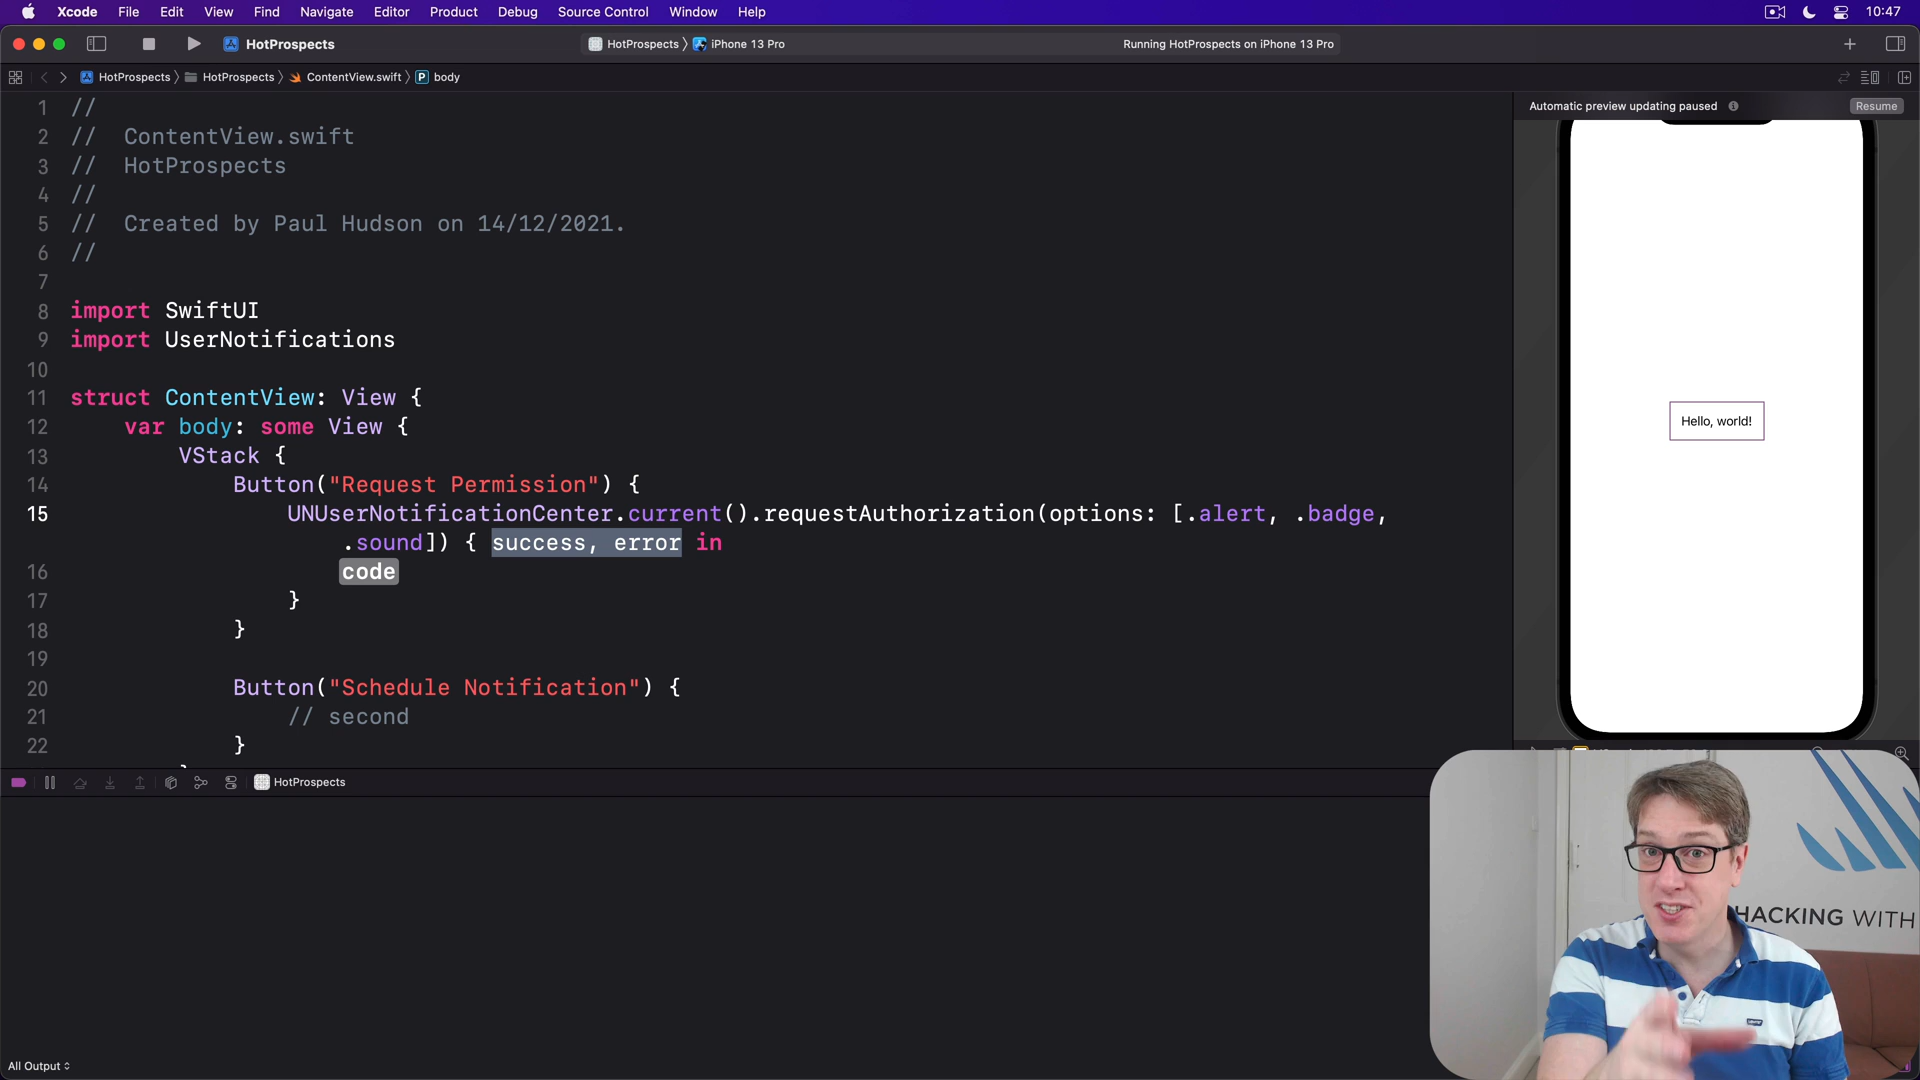 Xcode File Edit View Find Navigate Editor Product Debug Source Control Window Help 10:47
HotProspects HotProspects iPhone 13 Pro Running HotProspects on iPhone 13 Pro
HotProspects HotProspects ContentView.swift P body
Automatic preview updating paused Resume
1 //
2 // ContentView.swift
3 // HotProspects
4 //
5 // Created by Paul Hudson on 14/12/2021.
6 //
7
8 import SwiftUI
9 import UserNotifications
10
11 struct ContentView: View {
12 var body: some View {
13 VStack {
14 Button("Request Permission") {
15 UNUserNotificationCenter.current().requestAuthorization(options: [.alert, .badge,
.sound]) { success, error in
16 code
17 }
18 }
19
20 Button("Schedule Notification") {
21 // second
22 }
Hello, world!
HotProspects
HACKING WITH
All Output